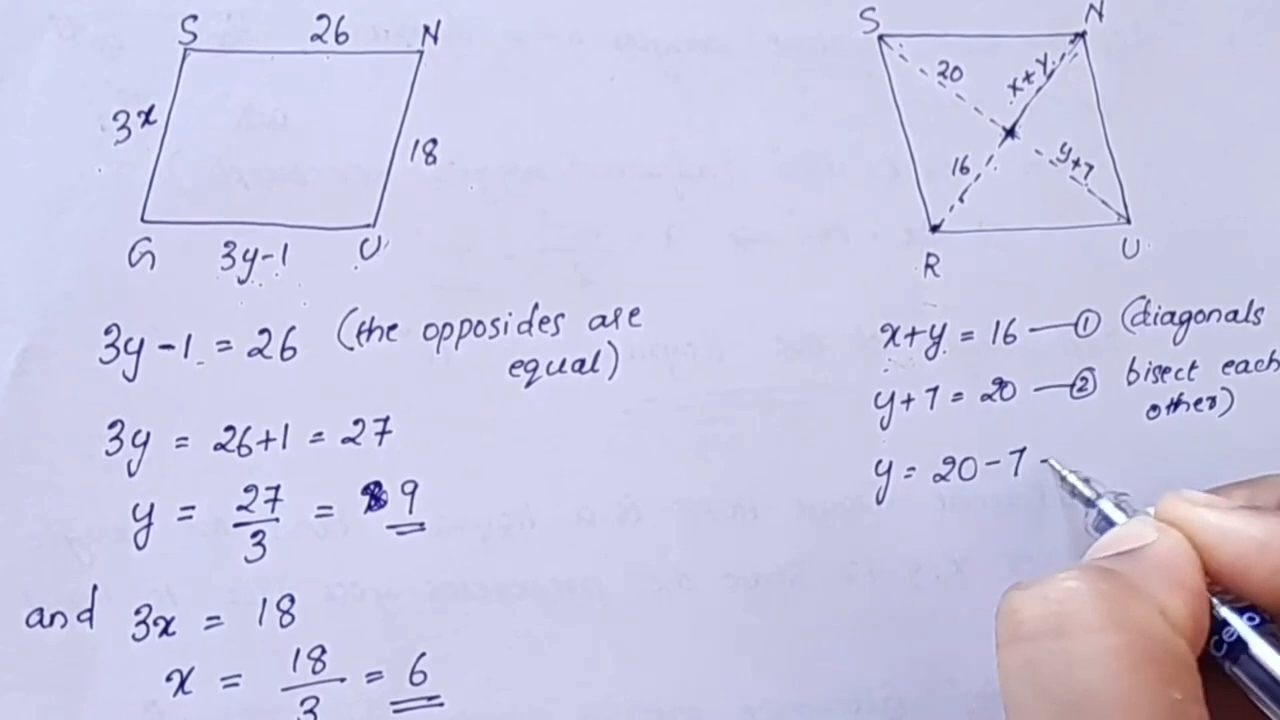 S 26 N
3x
18
G 3y-1 U
3y-1 = 26 (the opposides are
equal)
3y = 26+1 = 27
y = 27/3 = 9
and 3x = 18
x = 18/3 = 6
S N
20 x+y
16 y+7
R U
x+y = 16 — ① (diagonals
y+7 = 20 — ② bisect each
other)
y = 20-7